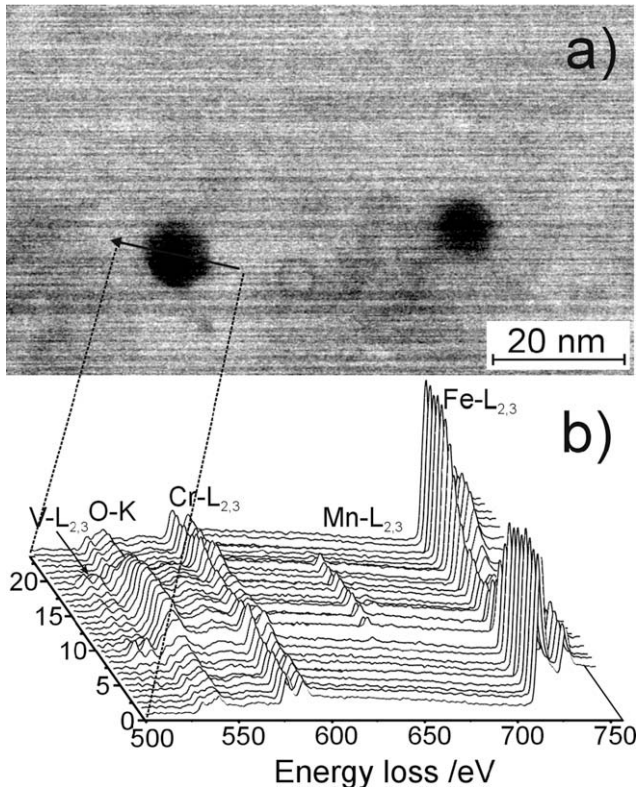 a)
20 nm
b)
Fe-L2,3
Cr-L2,3
O-K
V-L2,3
Mn-L2,3
20
15
10
5
0
500 550 600 650 700 750
Energy loss /eV